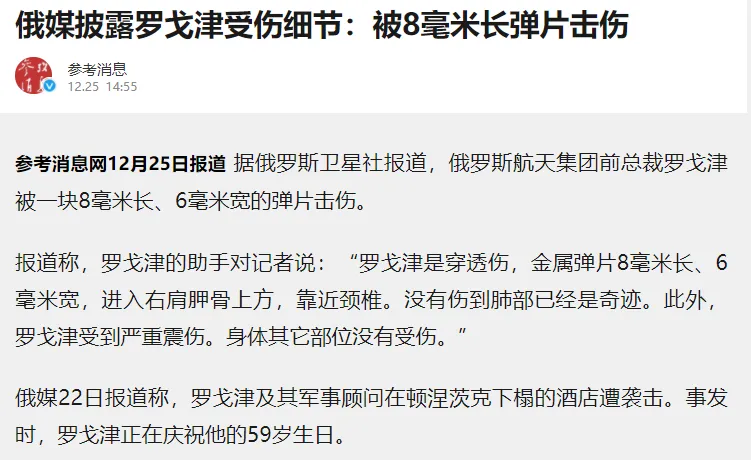 俄媒披露罗戈津受伤细节：被8毫米长弹片击伤
参考消息
12.25 14:55
参考消息网12月25日报道 据俄罗斯卫星社报道，俄罗斯航天集团前总裁罗戈津
被一块8毫米长、6毫米宽的弹片击伤。
报道称，罗戈津的助手对记者说：“罗戈津是穿透伤，金属弹片8毫米长、6
毫米宽，进入右肩胛骨上方，靠近颈椎。没有伤到肺部已经是奇迹。此外，
罗戈津受到严重震伤。身体其它部位没有受伤。”
俄媒22日报道称，罗戈津及其军事顾问在顿涅茨克下榻的酒店遭袭击。事发
时，罗戈津正在庆祝他的59岁生日。